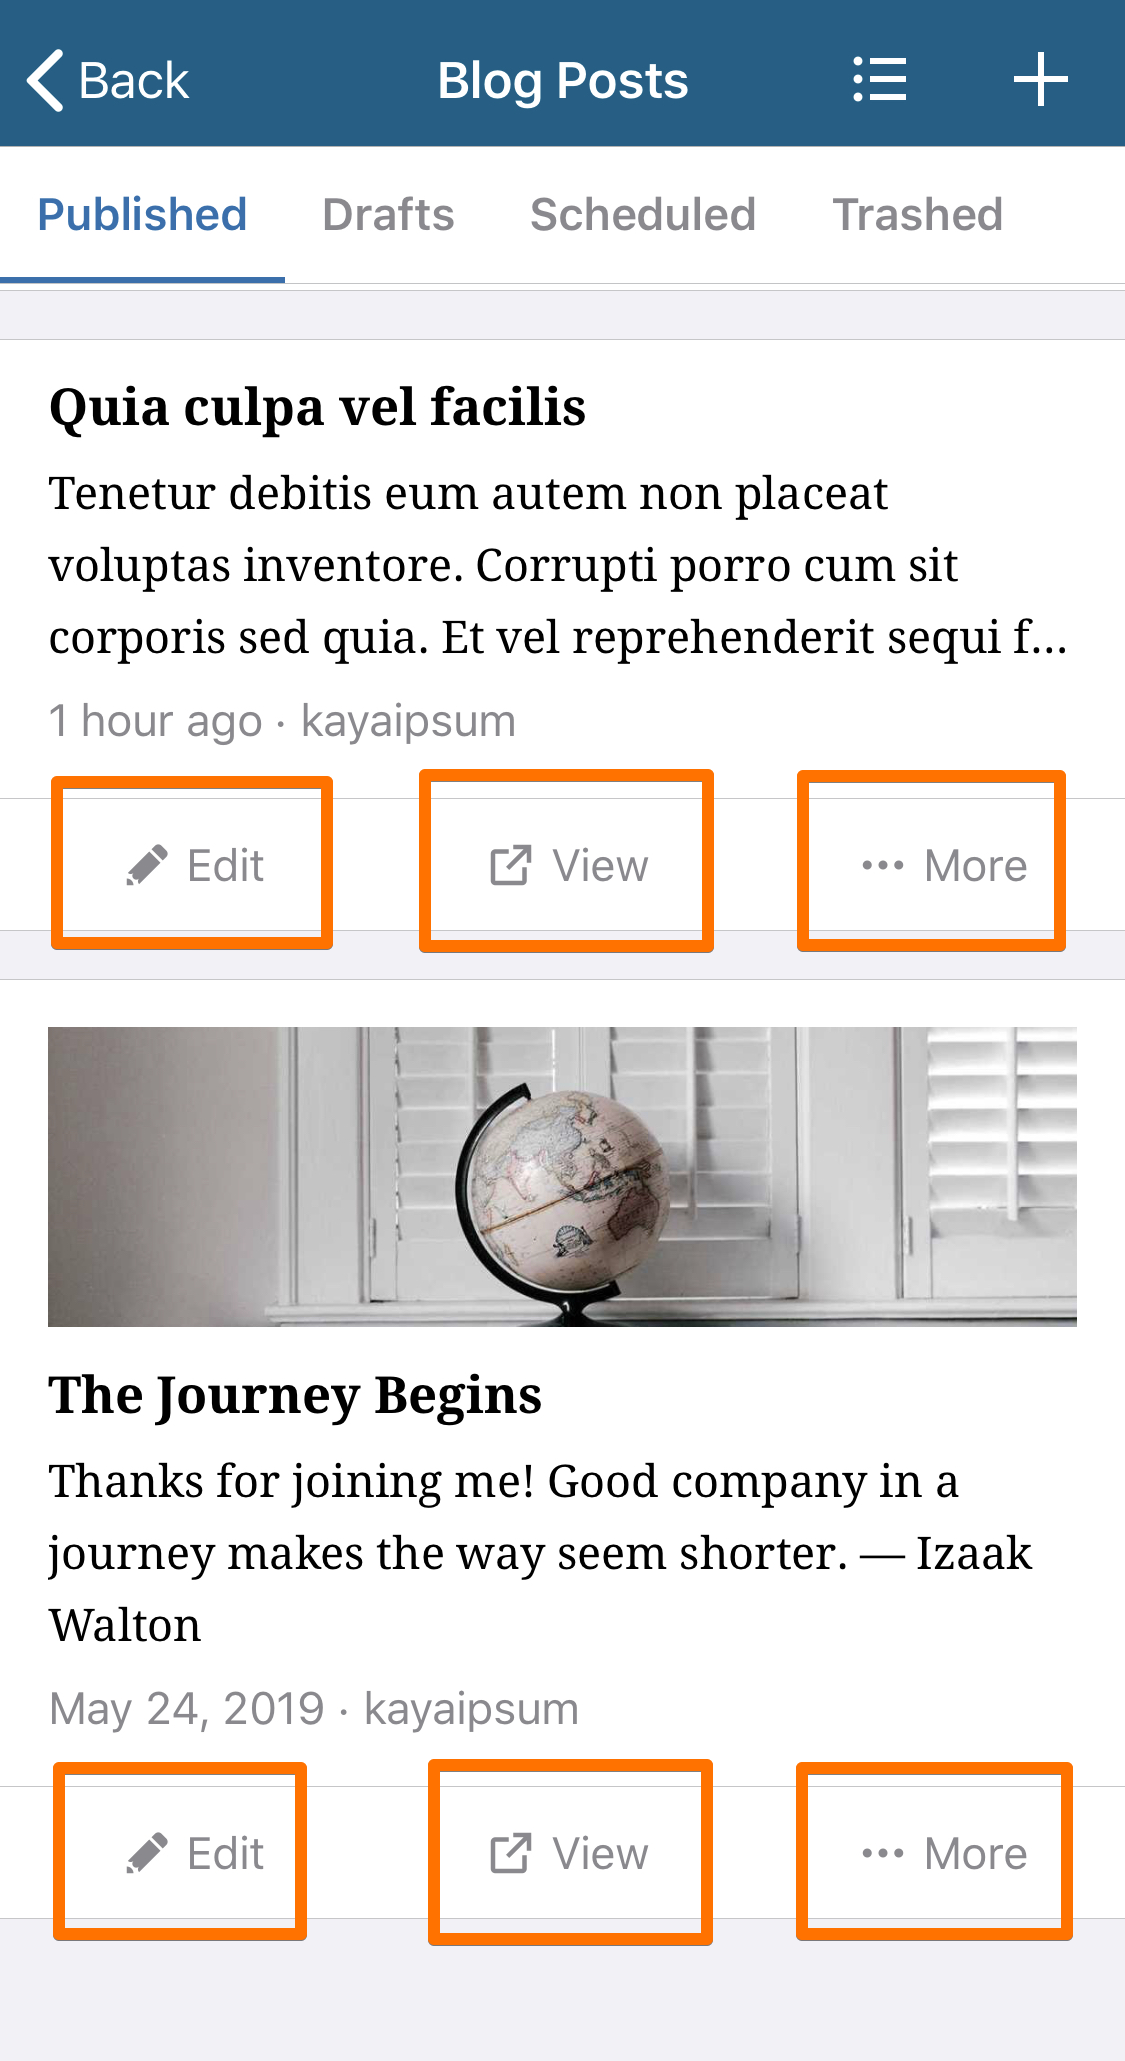 Back Blog Posts
Published Drafts Scheduled Trashed
Quia culpa vel facilis
Tenetur debitis eum autem non placeat
voluptas inventore. Corrupti porro cum sit
corporis sed quia. Et vel reprehenderit sequi f...
1 hour ago · kayaipsum
Edit View ··· More
The Journey Begins
Thanks for joining me! Good company in a
journey makes the way seem shorter. — Izaak
Walton
May 24, 2019 · kayaipsum
Edit View ··· More